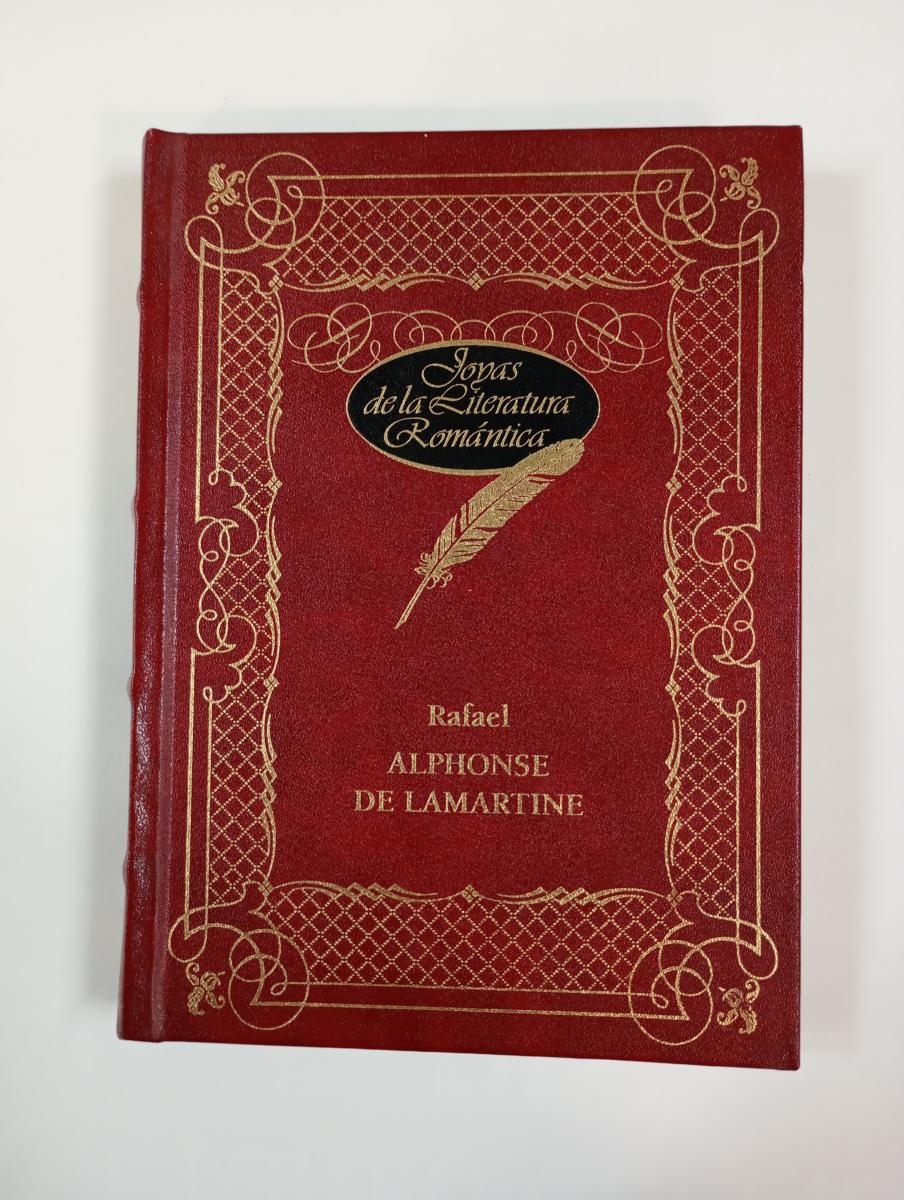 Joyas
de la Literatura
Romántica
Rafael
ALPHONSE
DE LAMARTINE